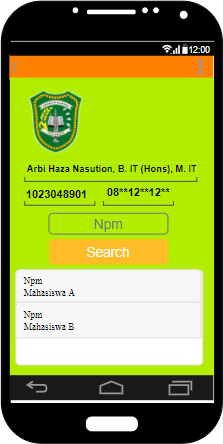 12:00
Arbi Haza Nasution, B. IT (Hons), M. IT
1023048901 08**12**12**
Npm
Search
Npm
Mahasiswa A
Npm
Mahasiswa B